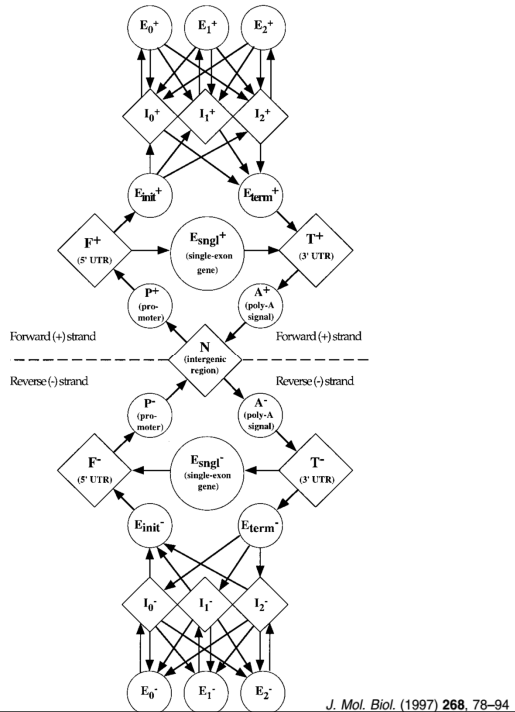 E₀⁺ E₁⁺ E₂⁺
I₀⁺ I₁⁺ I₂⁺
Einit⁺ Eterm⁺
F⁺
(5' UTR)
Esngl⁺
(single-exon
gene)
T⁺
(3' UTR)
P⁺
(pro-
moter)
A⁺
(poly-A
signal)
Forward (+) strand
N
(intergenic
region)
Forward (+) strand
Reverse (-) strand
Reverse (-) strand
P⁻
(pro-
moter)
A⁻
(poly-A
signal)
F⁻
(5' UTR)
Esngl⁻
(single-exon
gene)
T⁻
(3' UTR)
Einit⁻ Eterm⁻
I₀⁻ I₁⁻ I₂⁻
E₀⁻ E₁⁻ E₂⁻
J. Mol. Biol. (1997) 268, 78–94